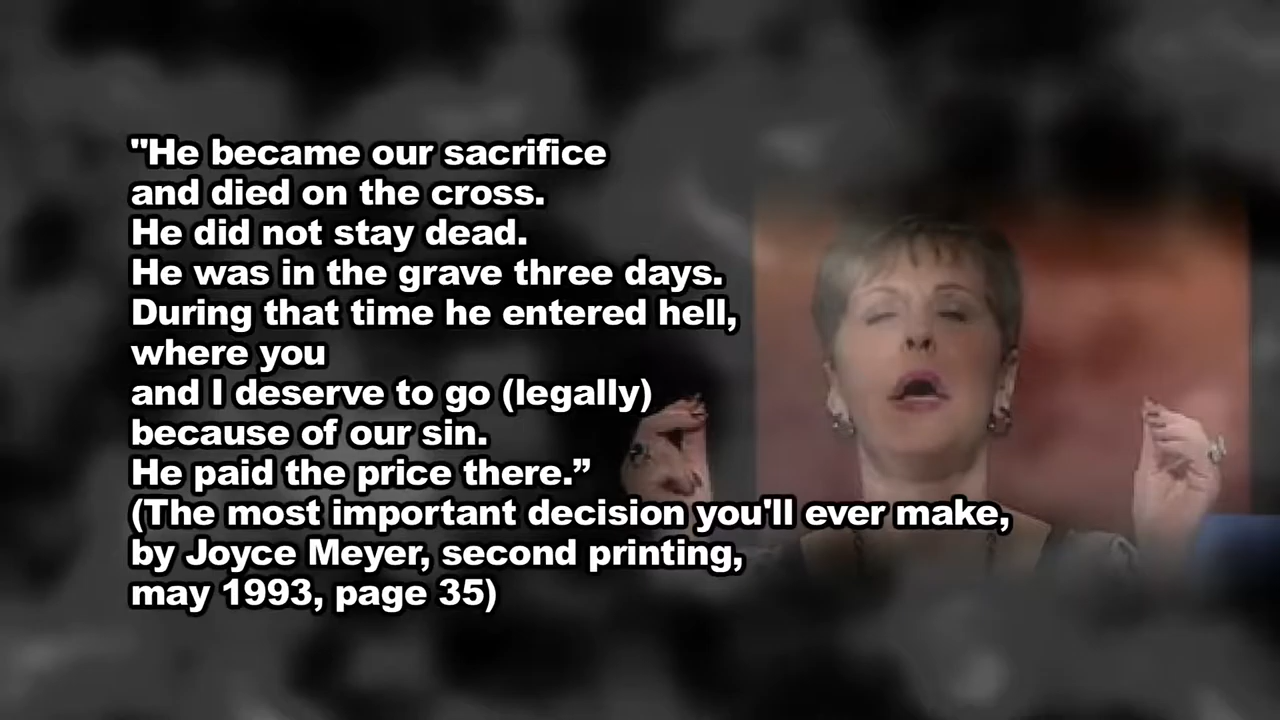 "He became our sacrifice
and died on the cross.
He did not stay dead.
He was in the grave three days.
During that time he entered hell,
where you
and I deserve to go (legally)
because of our sin.
He paid the price there.”
(The most important decision you'll ever make,
by Joyce Meyer, second printing,
may 1993, page 35)